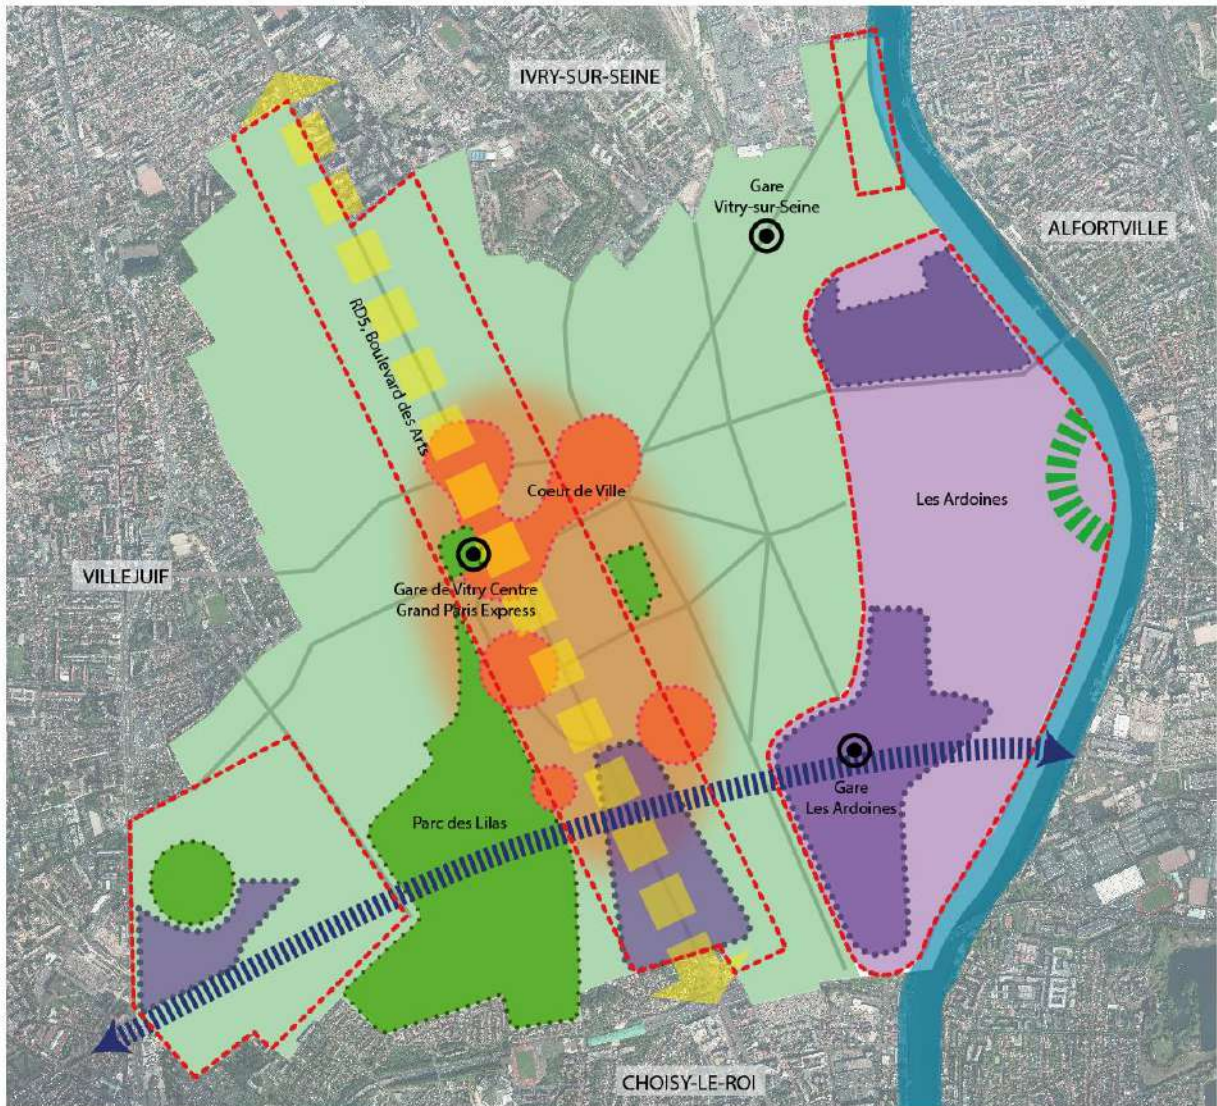 IVRY-SUR-SEINE
Gare
Vitry-sur-Seine
ALFORTVILLE
RD5, Boulevard des Arts
Coeur de Ville
Les Ardoines
VILLEJUIF
Gare de Vitry Centre
Grand Paris Express
Gare
Les Ardoines
Parc des Lilas
CHOISY-LE-ROI